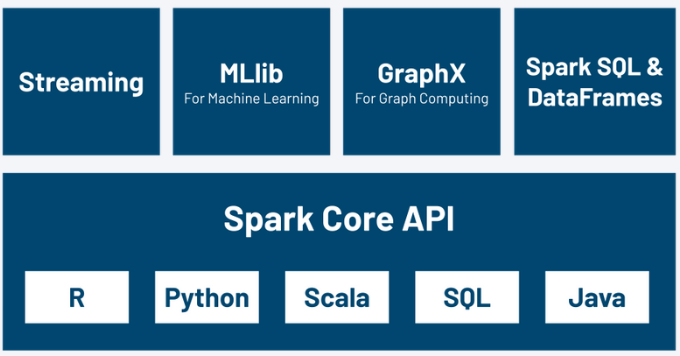 Streaming
MLlib
For Machine Learning
GraphX
For Graph Computing
Spark SQL &
DataFrames
Spark Core API
R
Python
Scala
SQL
Java